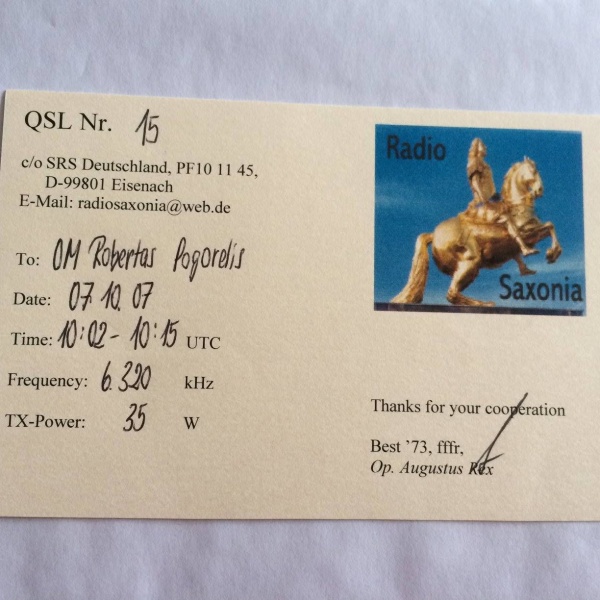 QSL Nr. 15
c/o SRS Deutschland, PF10 11 45,
D-99801 Eisenach
E-Mail: radiosaxonia@web.de
To: OM Robertas Pogorelis
Date: 07.10.07
Time: 10:02 - 10:15 UTC
Frequency: 6.320 kHz
TX-Power: 35 W
Radio
Saxonia
Thanks for your cooperation
Best '73, fffr,
Op. Augustus Rex